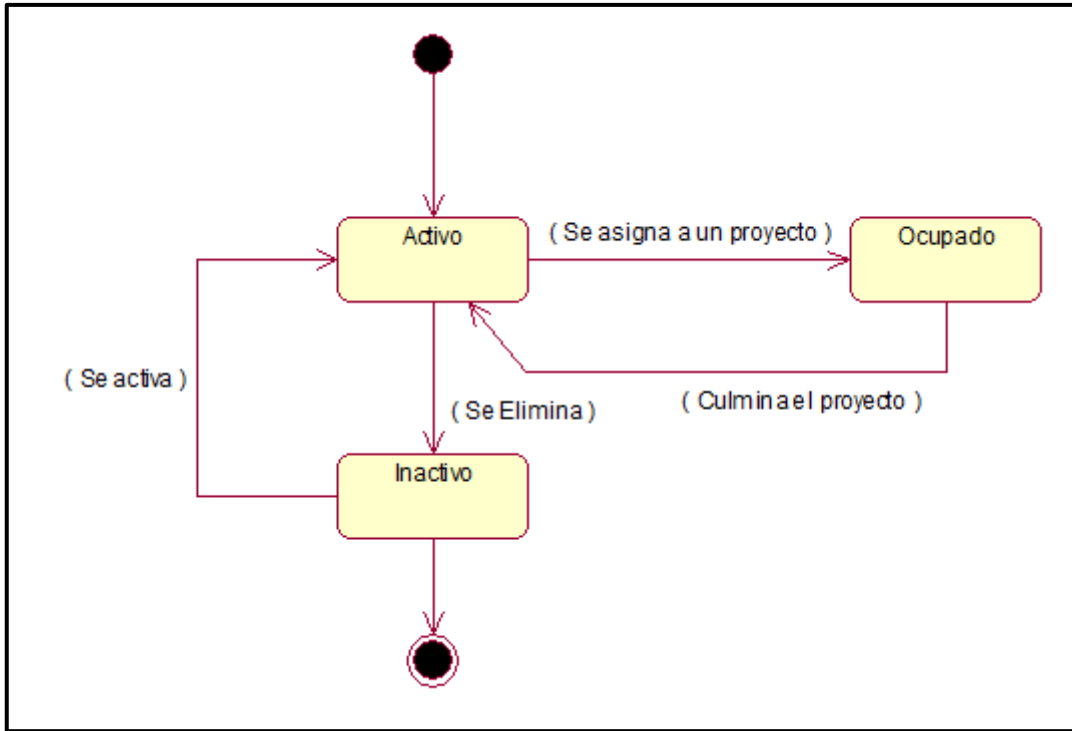 Activo
( Se asigna a un proyecto )
Ocupado
( Se activa )
( Culmina el proyecto )
( Se Elimina )
Inactivo